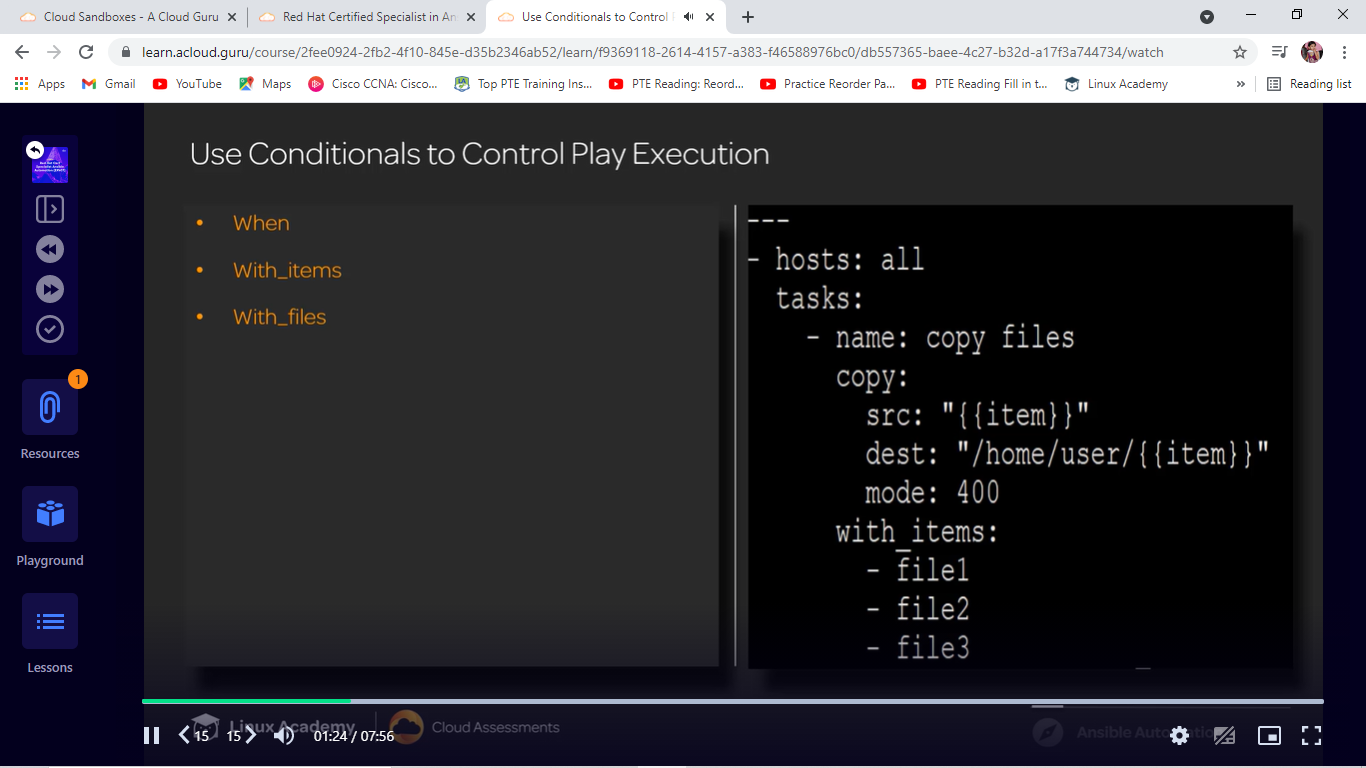 Cloud Sandboxes - A Cloud Guru
Red Hat Certified Specialist in An
Use Conditionals to Control
learn.acloud.guru/course/2fee0924-2fb2-4f10-845e-d35b2346ab52/learn/f9369118-2614-4157-a383-f46588976bc0/db557365-baee-4c27-b32d-a17f3a744734/watch
Apps
Gmail
YouTube
Maps
Cisco CCNA: Cisco...
Top PTE Training Ins...
PTE Reading: Reord...
Practice Reorder Pa...
PTE Reading Fill in t...
Linux Academy
»
Reading list
Use Conditionals to Control Play Execution
• When
• With_items
• With_files
---
- hosts: all
tasks:
- name: copy files
copy:
src: "{{item}}"
dest: "/home/user/{{item}}"
mode: 400
with_items:
- file1
- file2
- file3
1
Resources
Playground
Lessons
Linux Academy
Cloud Assessments
15
15
01:24 / 07:56